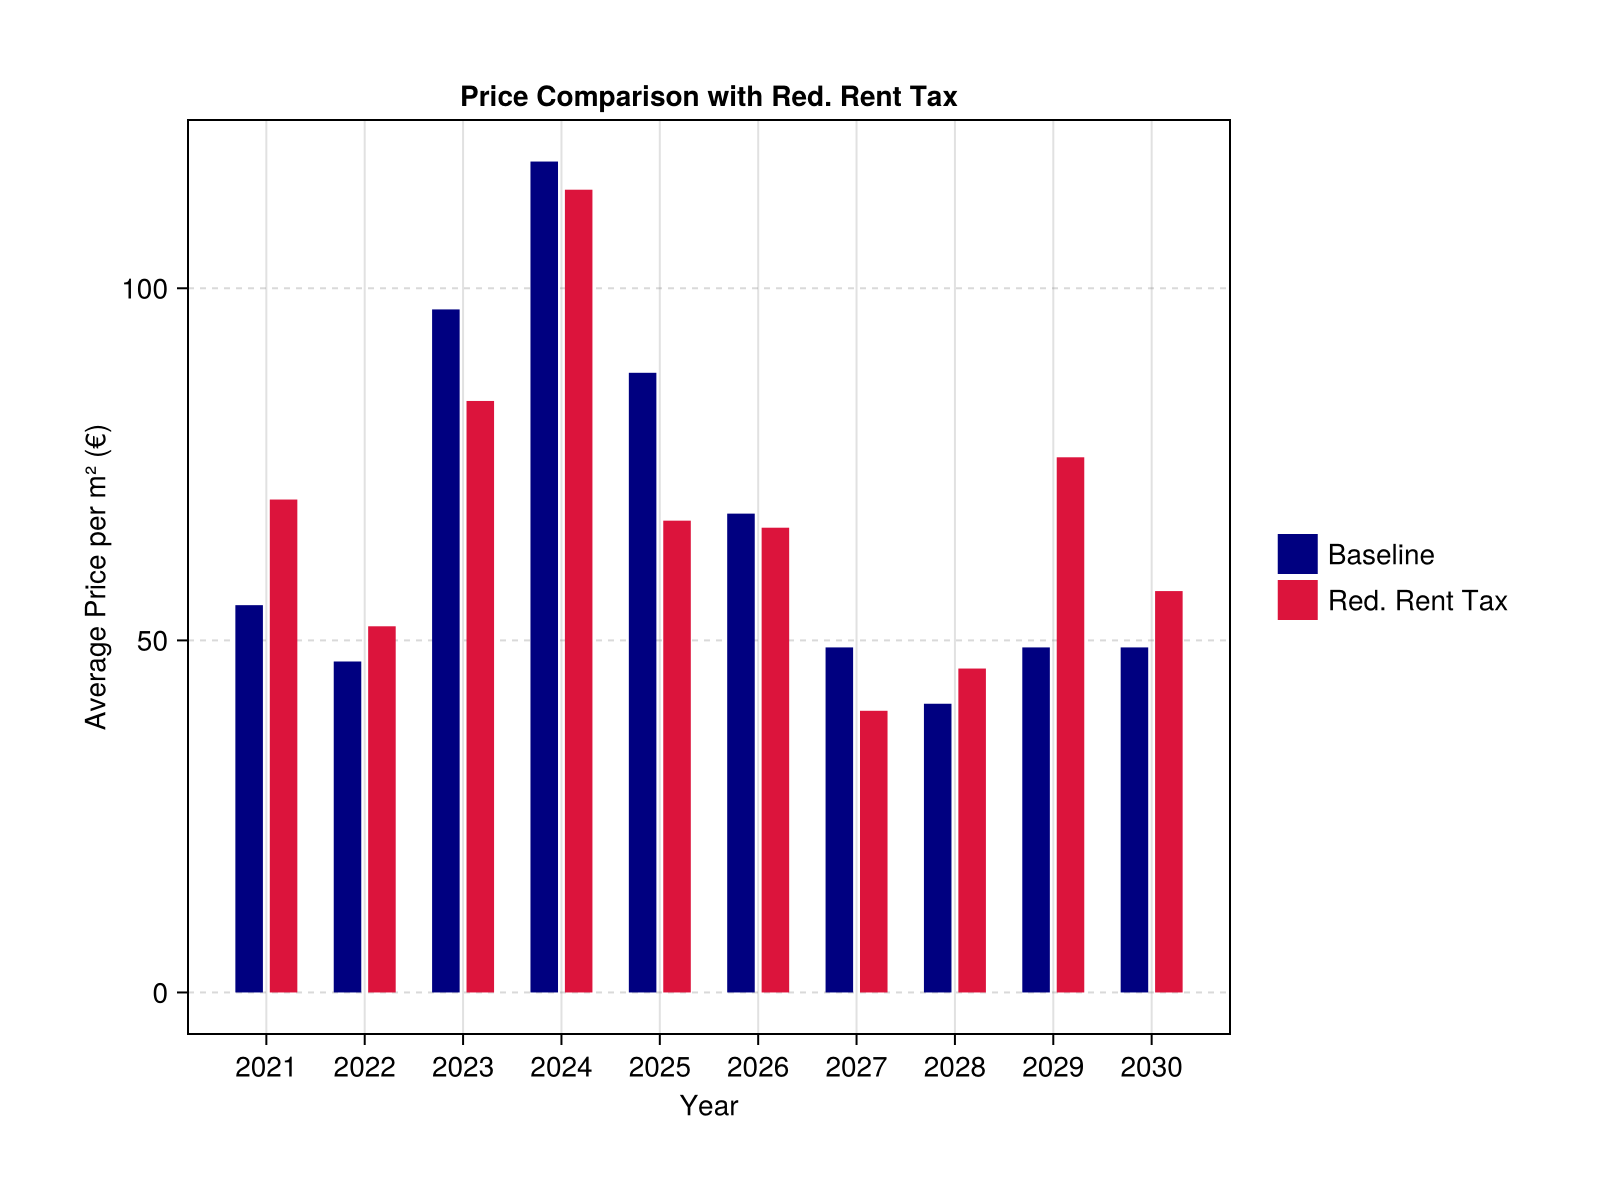 Price Comparison with Red. Rent Tax
Average Price per m² (€)
100
50
0
2021 2022 2023 2024 2025 2026 2027 2028 2029 2030
Year
Baseline
Red. Rent Tax